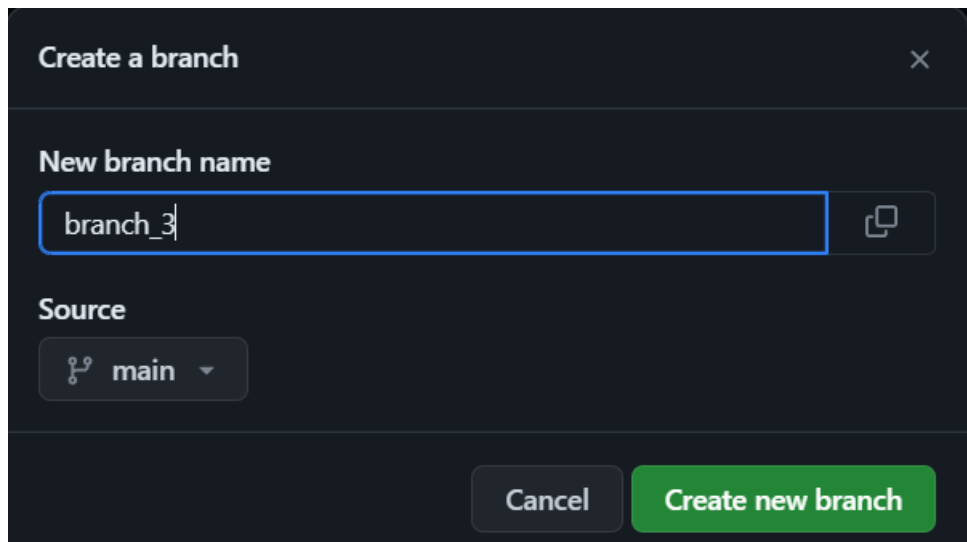 Create a branch
New branch name
branch_3
Source
main
Cancel
Create new branch